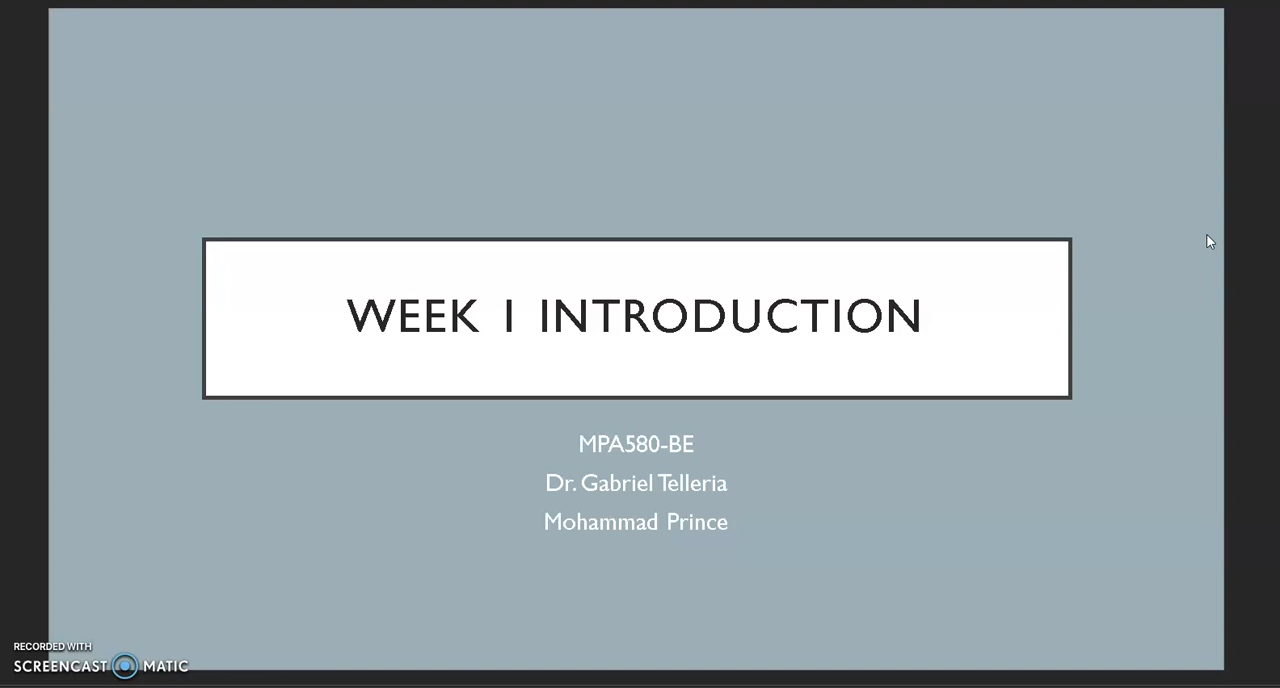 WEEK 1 INTRODUCTION
MPA580-BE
Dr. Gabriel Telleria
Mohammad Prince
RECORDED WITH
SCREENCAST MATIC